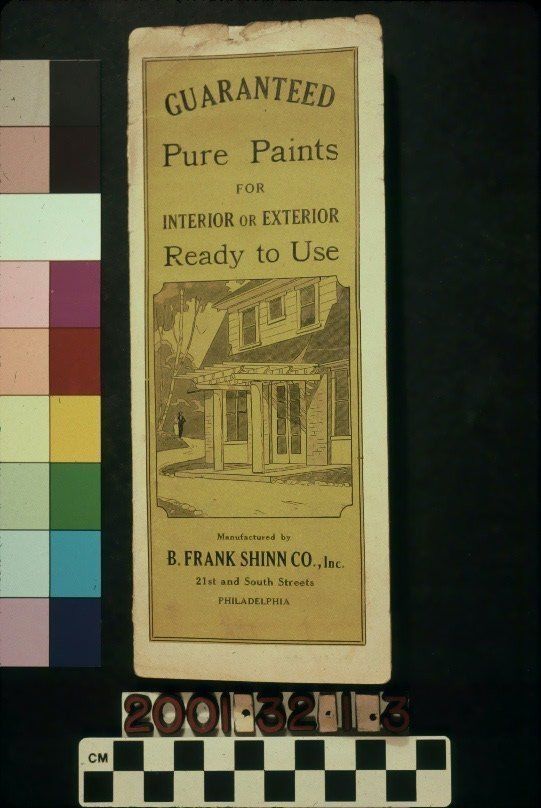 GUARANTEED
Pure Paints
FOR
INTERIOR OR EXTERIOR
Ready to Use
Manufactured by
B. FRANK SHINN CO., Inc.
21st and South Streets
PHILADELPHIA
2001.32.1.3
CM